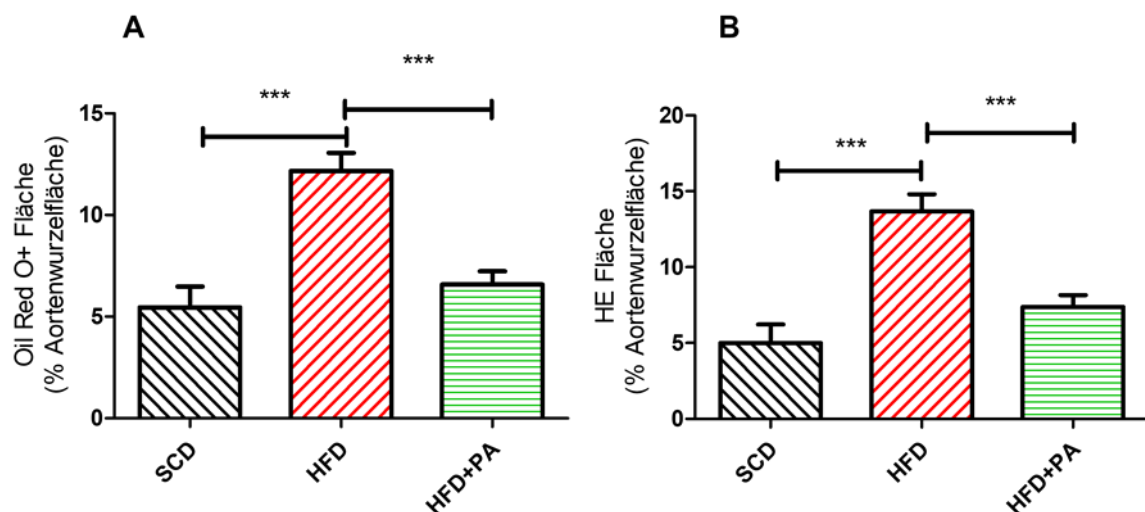 A
Oil Red O+ Fläche
(% Aortenwurzelfläche)
15
10
5
0
***
***
SCD
HFD
HFD+PA
B
HE Fläche
(% Aortenwurzelfläche)
20
15
10
5
0
***
***
SCD
HFD
HFD+PA